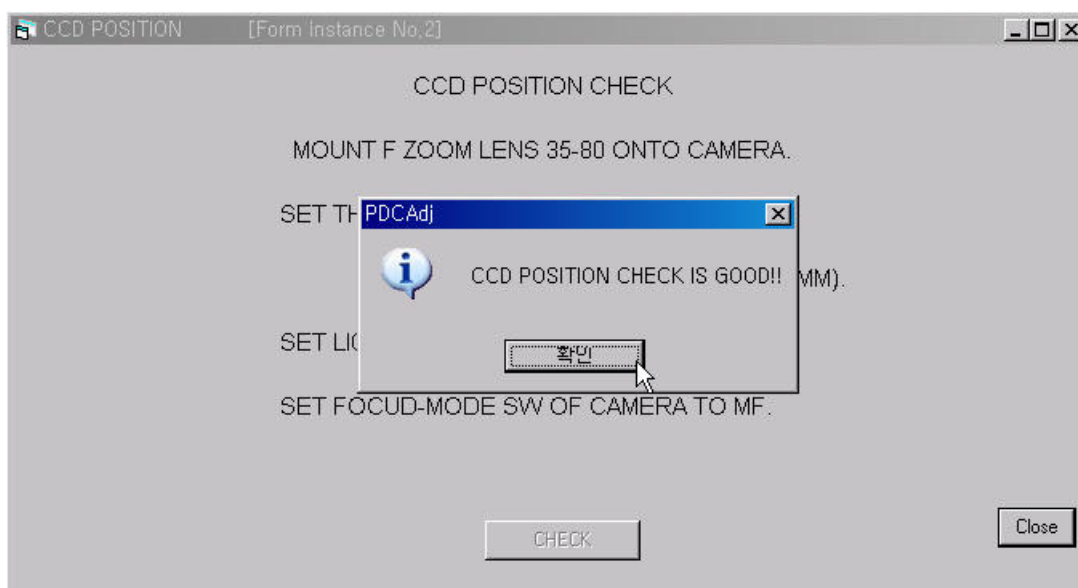 CCD POSITION [Form Instance No,2]
CCD POSITION CHECK
MOUNT F ZOOM LENS 35-80 ONTO CAMERA.
SET TH
PDCAdj
CCD POSITION CHECK IS GOOD!!
MM).
SET LI
확인
SET FOCUD-MODE SW OF CAMERA TO MF.
CHECK
Close